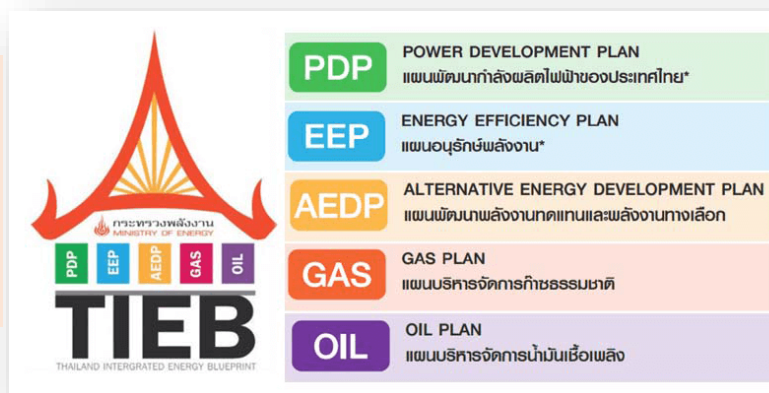 กระทรวงพลังงาน
MINISTRY OF ENERGY
PDP
EEP
AEDP
GAS
OIL
TIEB
THAILAND INTERGRATED ENERGY BLUEPRINT
PDP
POWER DEVELOPMENT PLAN
แผนพัฒนากำลังผลิตไฟฟ้าของประเทศไทย*
EEP
ENERGY EFFICIENCY PLAN
แผนอนุรักษ์พลังงาน*
AEDP
ALTERNATIVE ENERGY DEVELOPMENT PLAN
แผนพัฒนาพลังงานทดแทนและพลังงานทางเลือก
GAS
GAS PLAN
แผนบริหารจัดการก๊าซธรรมชาติ
OIL
OIL PLAN
แผนบริหารจัดการน้ำมันเชื้อเพลิง